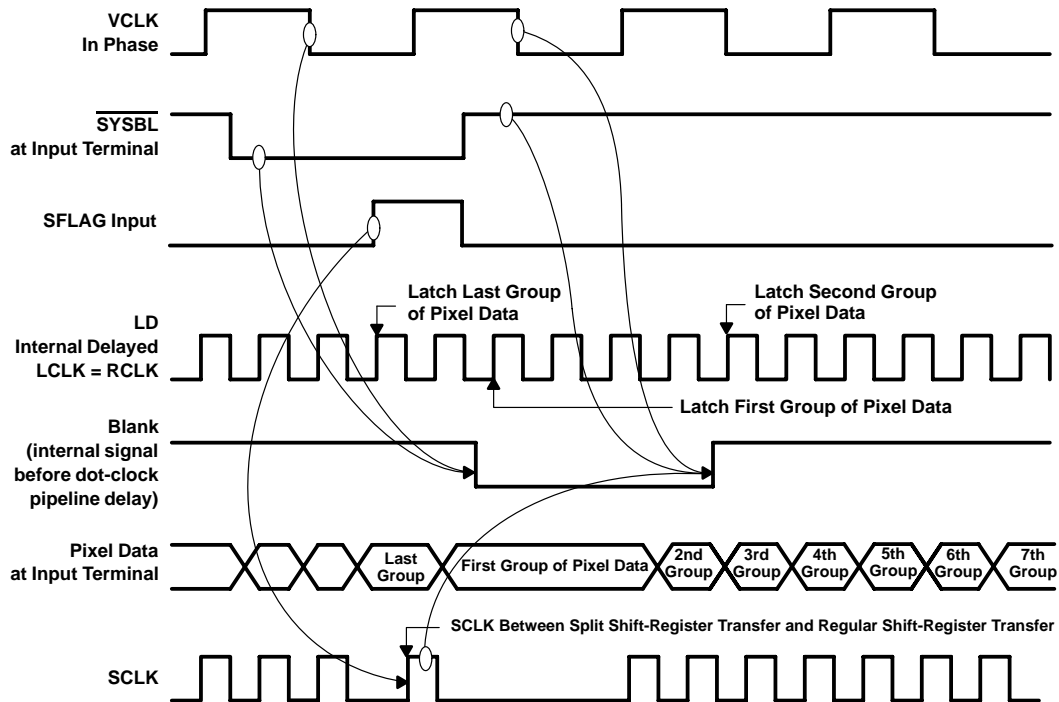 VCLK
In Phase
SYSBL
at Input Terminal
SFLAG Input
Latch Last Group
of Pixel Data
Latch Second Group
of Pixel Data
LD
Internal Delayed
LCLK = RCLK
Latch First Group of Pixel Data
Blank
(internal signal
before dot-clock
pipeline delay)
Pixel Data
at Input Terminal
Last
Group
First Group of Pixel Data
2nd
Group
3rd
Group
4th
Group
5th
Group
6th
Group
7th
Group
SCLK Between Split Shift-Register Transfer and Regular Shift-Register Transfer
SCLK